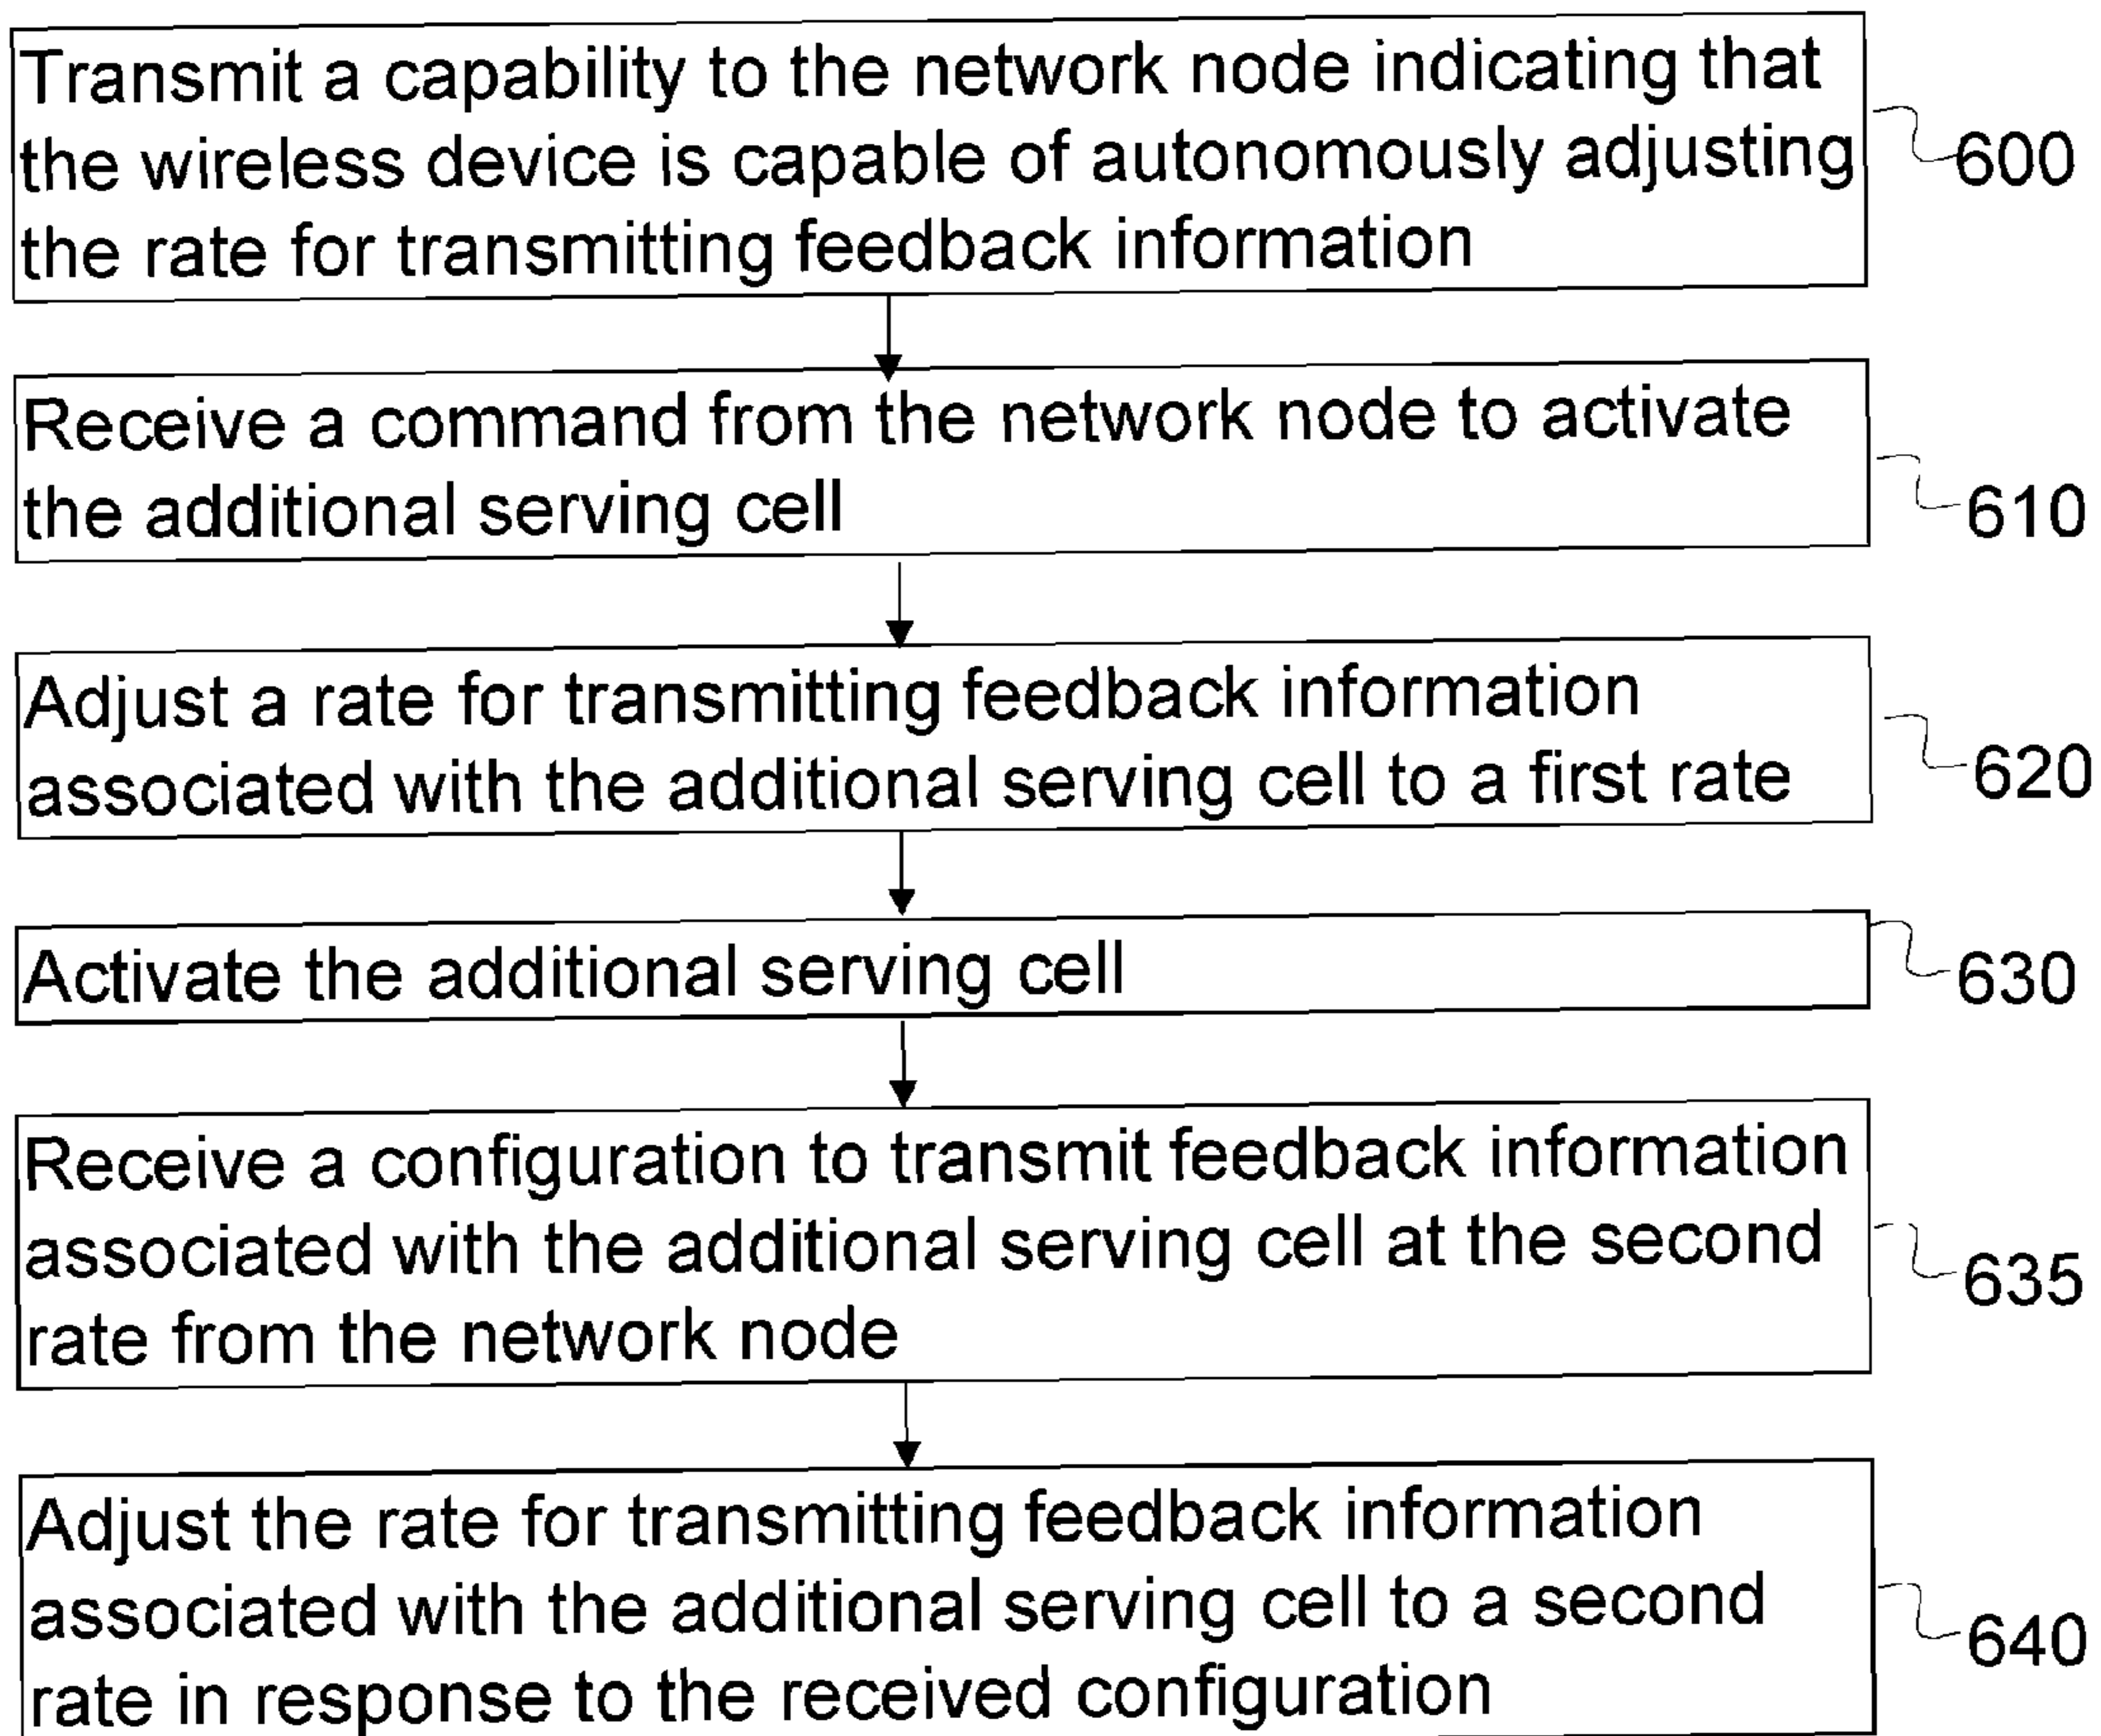 Transmit a capability to the network node indicating that
the wireless device is capable of autonomously adjusting
the rate for transmitting feedback information
600
Receive a command from the network node to activate
the additional serving cell
610
Adjust a rate for transmitting feedback information
associated with the additional serving cell to a first rate
620
Activate the additional serving cell
630
Receive a configuration to transmit feedback information
associated with the additional serving cell at the second
rate from the network node
635
Adjust the rate for transmitting feedback information
associated with the additional serving cell to a second
rate in response to the received configuration
640